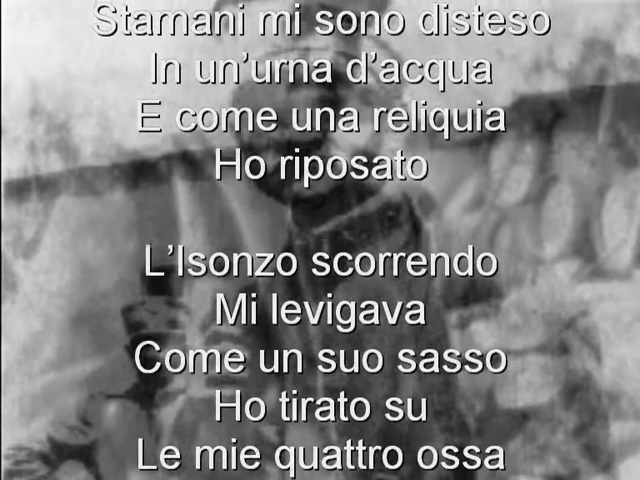 Stamani mi sono disteso
In un’urna d’acqua
E come una reliquia
Ho riposato
L’Isonzo scorrendo
Mi levigava
Come un suo sasso
Ho tirato su
Le mie quattro ossa